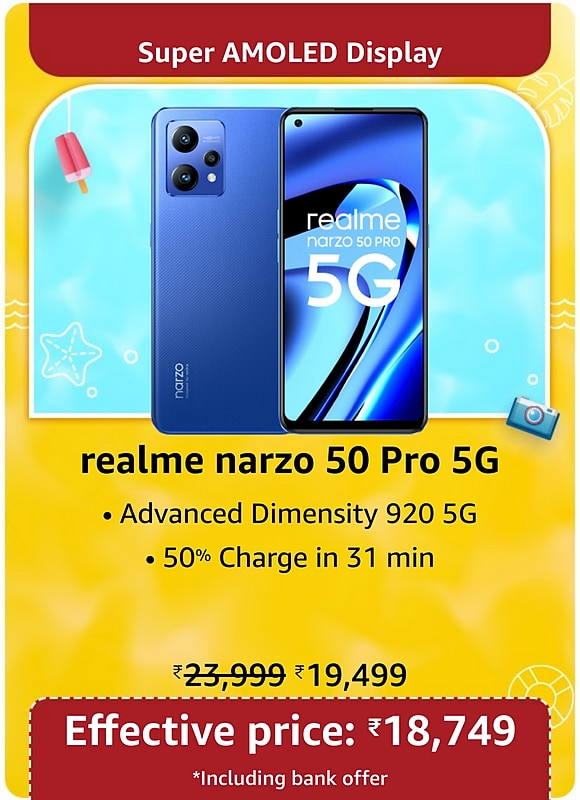 Super AMOLED Display
realme
narzo 50 PRO
5G
narzo
realme narzo 50 Pro 5G
• Advanced Dimensity 920 5G
• 50% Charge in 31 min
₹23,999 ₹19,499
Effective price: ₹18,749
*Including bank offer